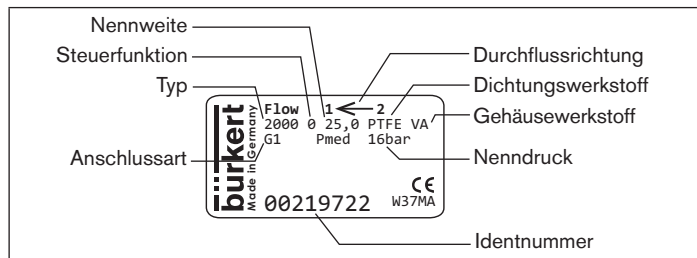 Nennweite
Steuerfunktion
Typ
Anschlussart
Durchflussrichtung
Dichtungswerkstoff
Gehäusewerkstoff
Nenndruck
Identnummer
bürkert
Made in Germany
Flow 1 2
2000 0 25,0 PTFE VA
G1 Pmed 16bar
CE
00219722 W37MA